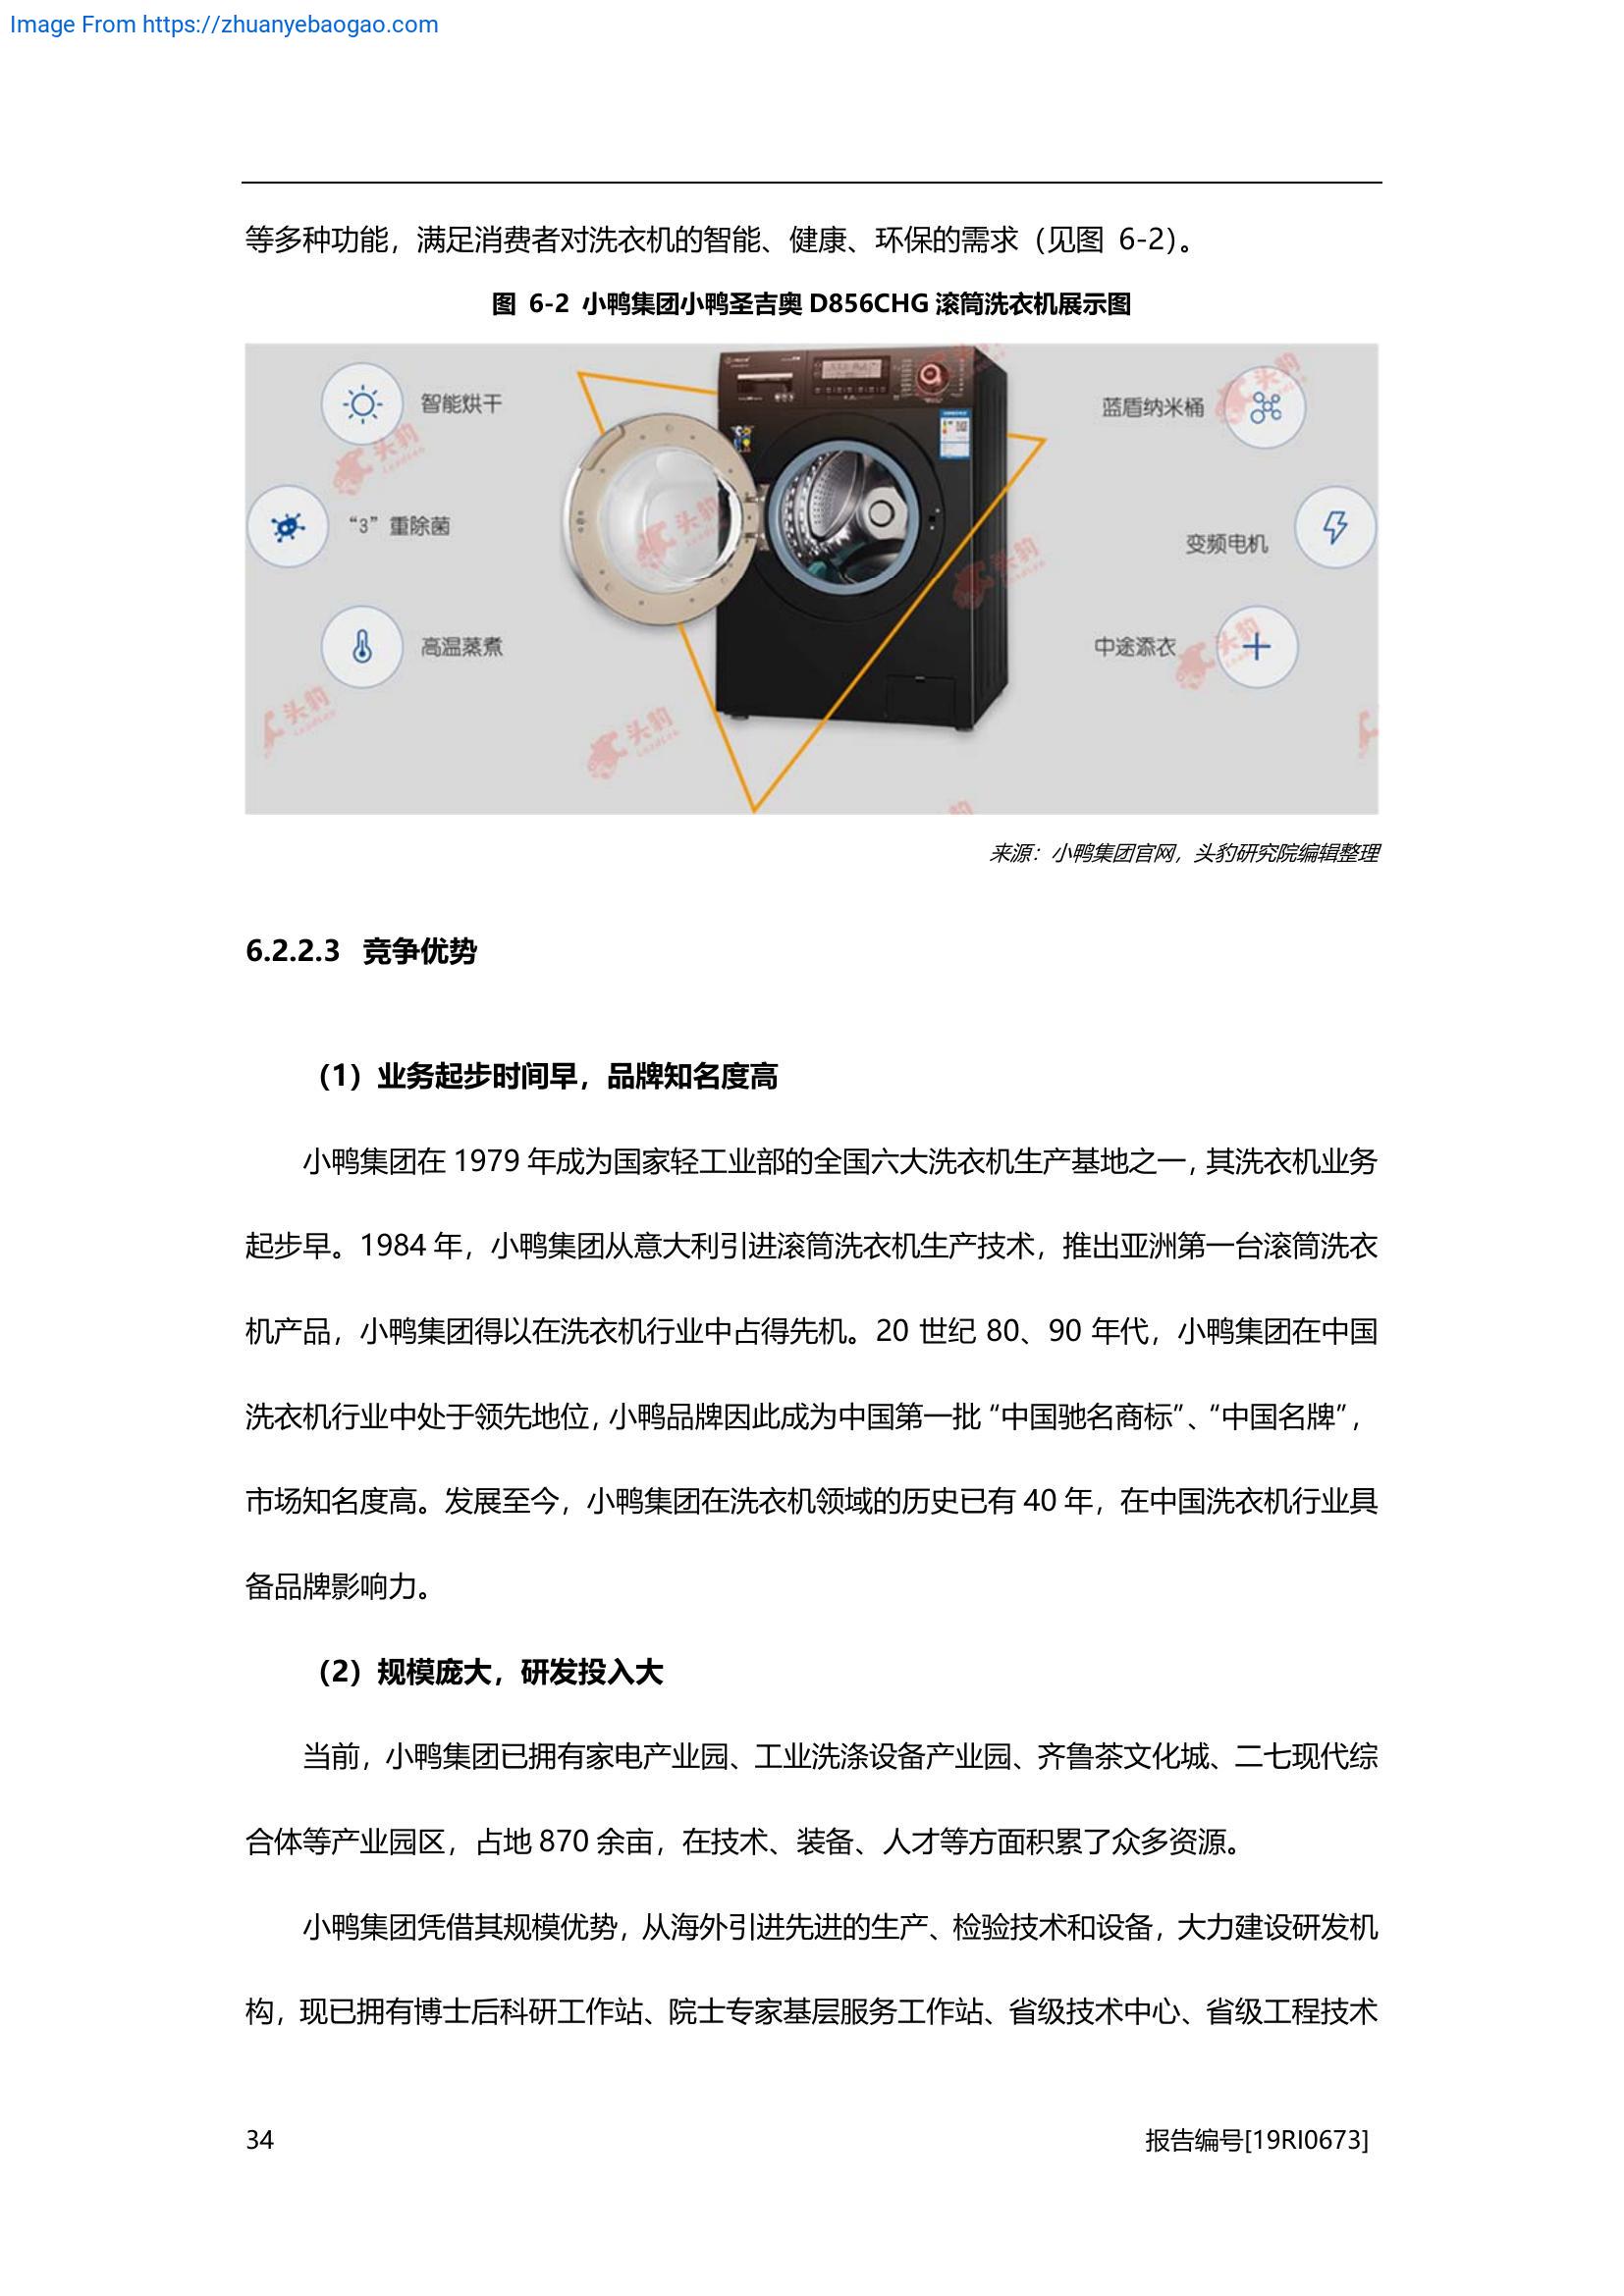 Image From https://zhuanyebaogao.com
等多种功能，满足消费者对洗衣机的智能、健康、环保的需求（见图 6-2）。
图 6-2 小鸭集团小鸭圣吉奥 D856CHG 滚筒洗衣机展示图
智能烘干
蓝盾纳米桶
“3”重除菌
变频电机
高温蒸煮
中途添衣
头豹
LeadLeo
来源：小鸭集团官网，头豹研究院编辑整理
6.2.2.3 竞争优势
（1）业务起步时间早，品牌知名度高
小鸭集团在 1979 年成为国家轻工业部的全国六大洗衣机生产基地之一，其洗衣机业务
起步早。1984 年，小鸭集团从意大利引进滚筒洗衣机生产技术，推出亚洲第一台滚筒洗衣
机产品，小鸭集团得以在洗衣机行业中占得先机。20 世纪 80、90 年代，小鸭集团在中国
洗衣机行业中处于领先地位，小鸭品牌因此成为中国第一批“中国驰名商标”、“中国名牌”，
市场知名度高。发展至今，小鸭集团在洗衣机领域的历史已有 40 年，在中国洗衣机行业具
备品牌影响力。
（2）规模庞大，研发投入大
当前，小鸭集团已拥有家电产业园、工业洗涤设备产业园、齐鲁茶文化城、二七现代综
合体等产业园区，占地 870 余亩，在技术、装备、人才等方面积累了众多资源。
小鸭集团凭借其规模优势，从海外引进先进的生产、检验技术和设备，大力建设研发机
构，现已拥有博士后科研工作站、院士专家基层服务工作站、省级技术中心、省级工程技术
34
报告编号[19RI0673]